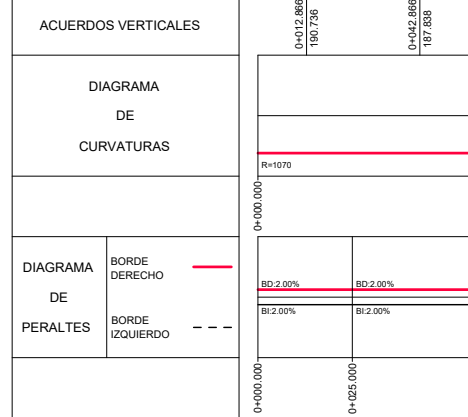 ACUERDOS VERTICALES
0+012.866
190.736
0+042.866
187.838
DIAGRAMA
DE
CURVATURAS
R=1070
0+000.000
DIAGRAMA
DE
PERALTES
BORDE
DERECHO
BORDE
IZQUIERDO
BD:2.00%
BD:2.00%
BI:2.00%
BI:2.00%
0+000.000
0+025.000